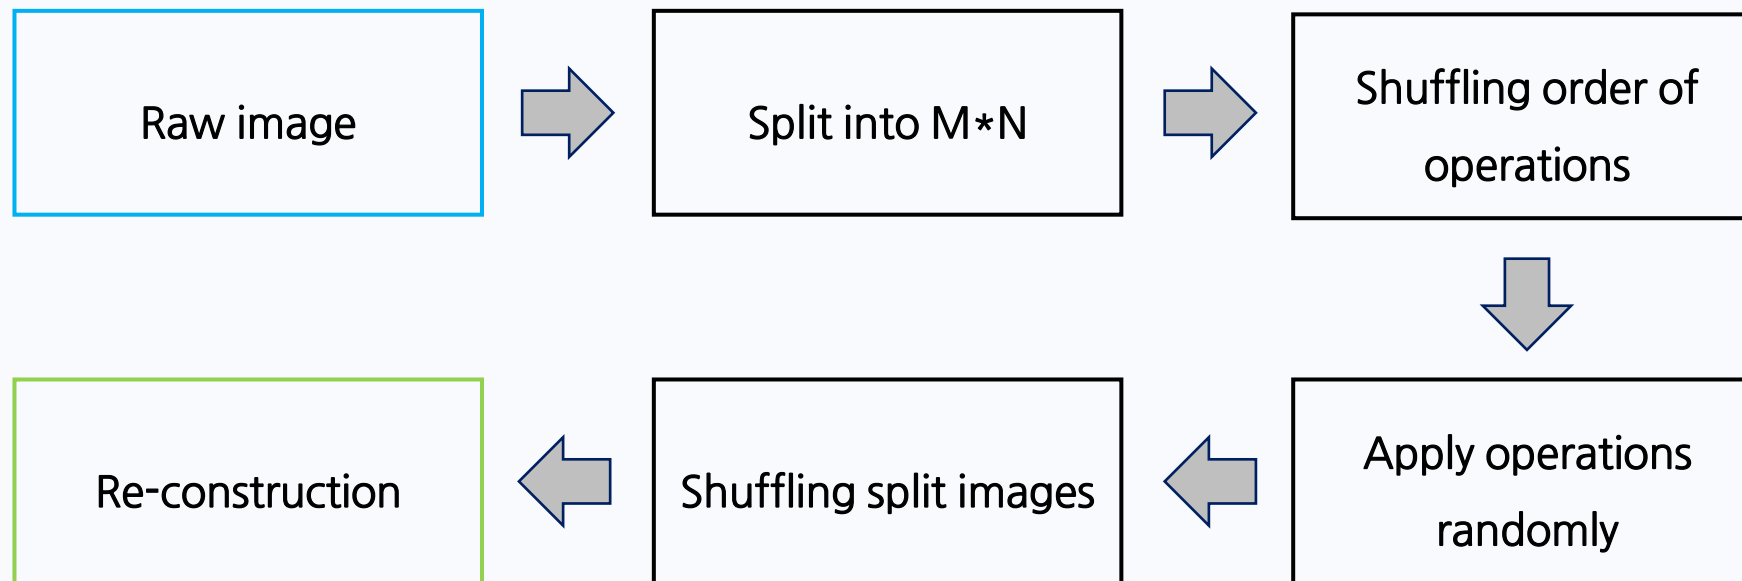 Raw image
Split into M*N
Shuffling order of
operations
Apply operations
randomly
Shuffling split images
Re-construction